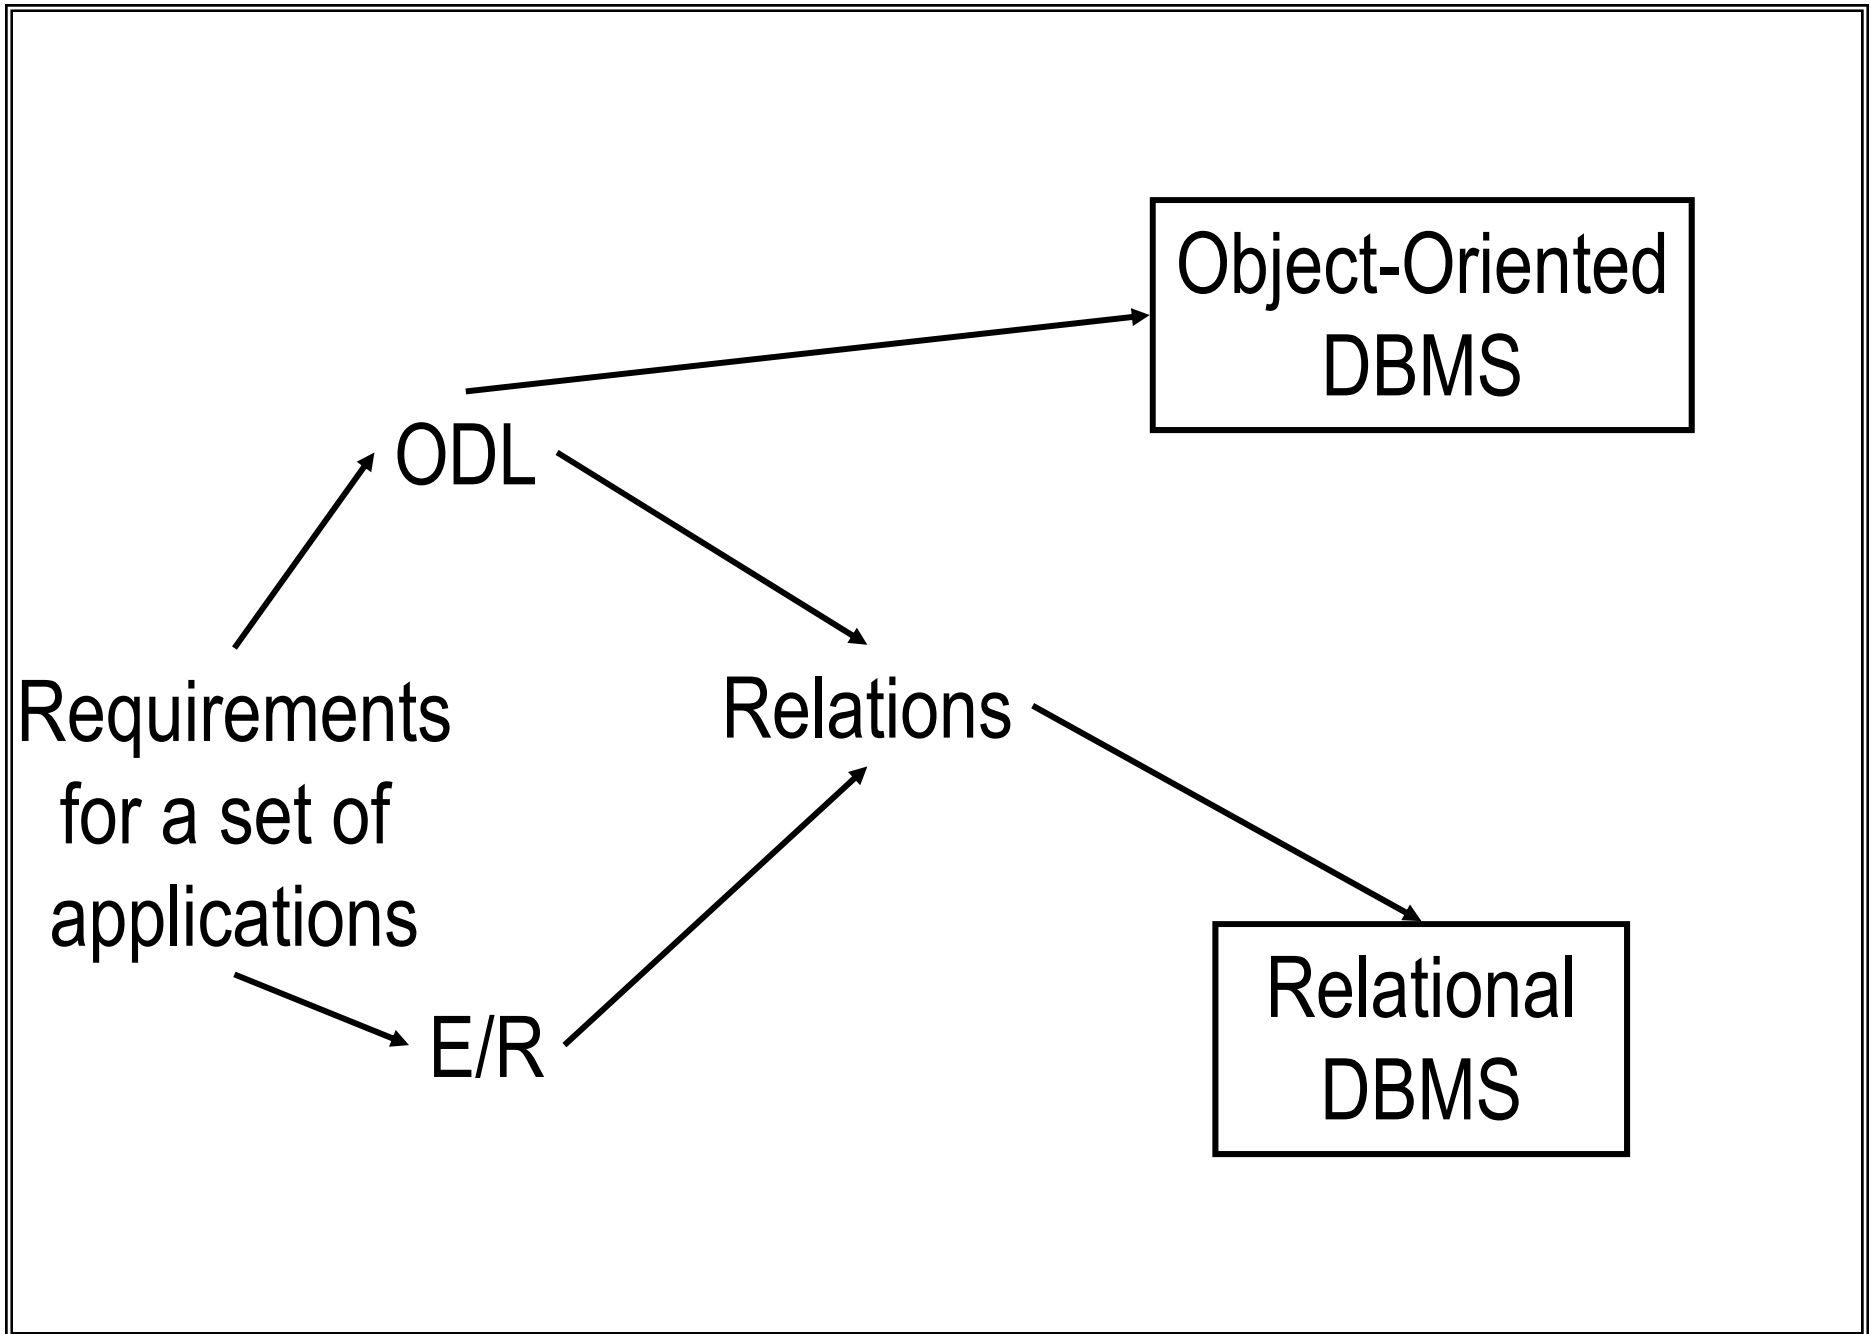 Object-Oriented
DBMS
ODL
Requirements
for a set of
applications
Relations
E/R
Relational
DBMS